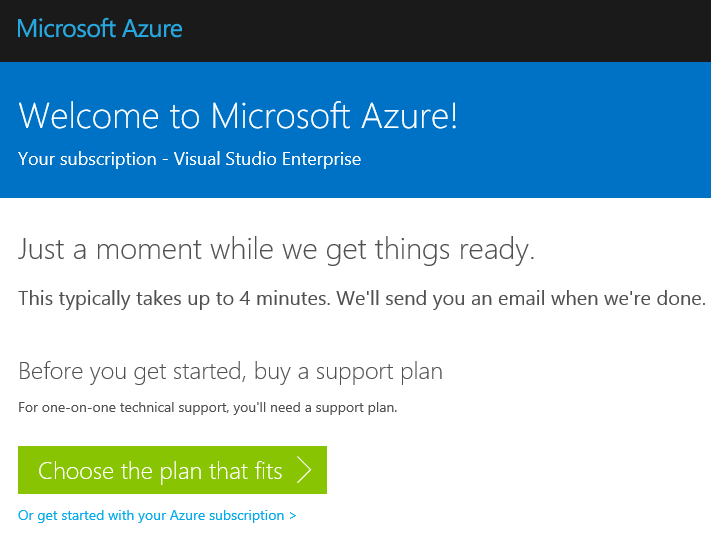 Microsoft Azure
Welcome to Microsoft Azure!
Your subscription - Visual Studio Enterprise
Just a moment while we get things ready.
This typically takes up to 4 minutes. We'll send you an email when we're done.
Before you get started, buy a support plan
For one-on-one technical support, you'll need a support plan.
Choose the plan that fits
Or get started with your Azure subscription >